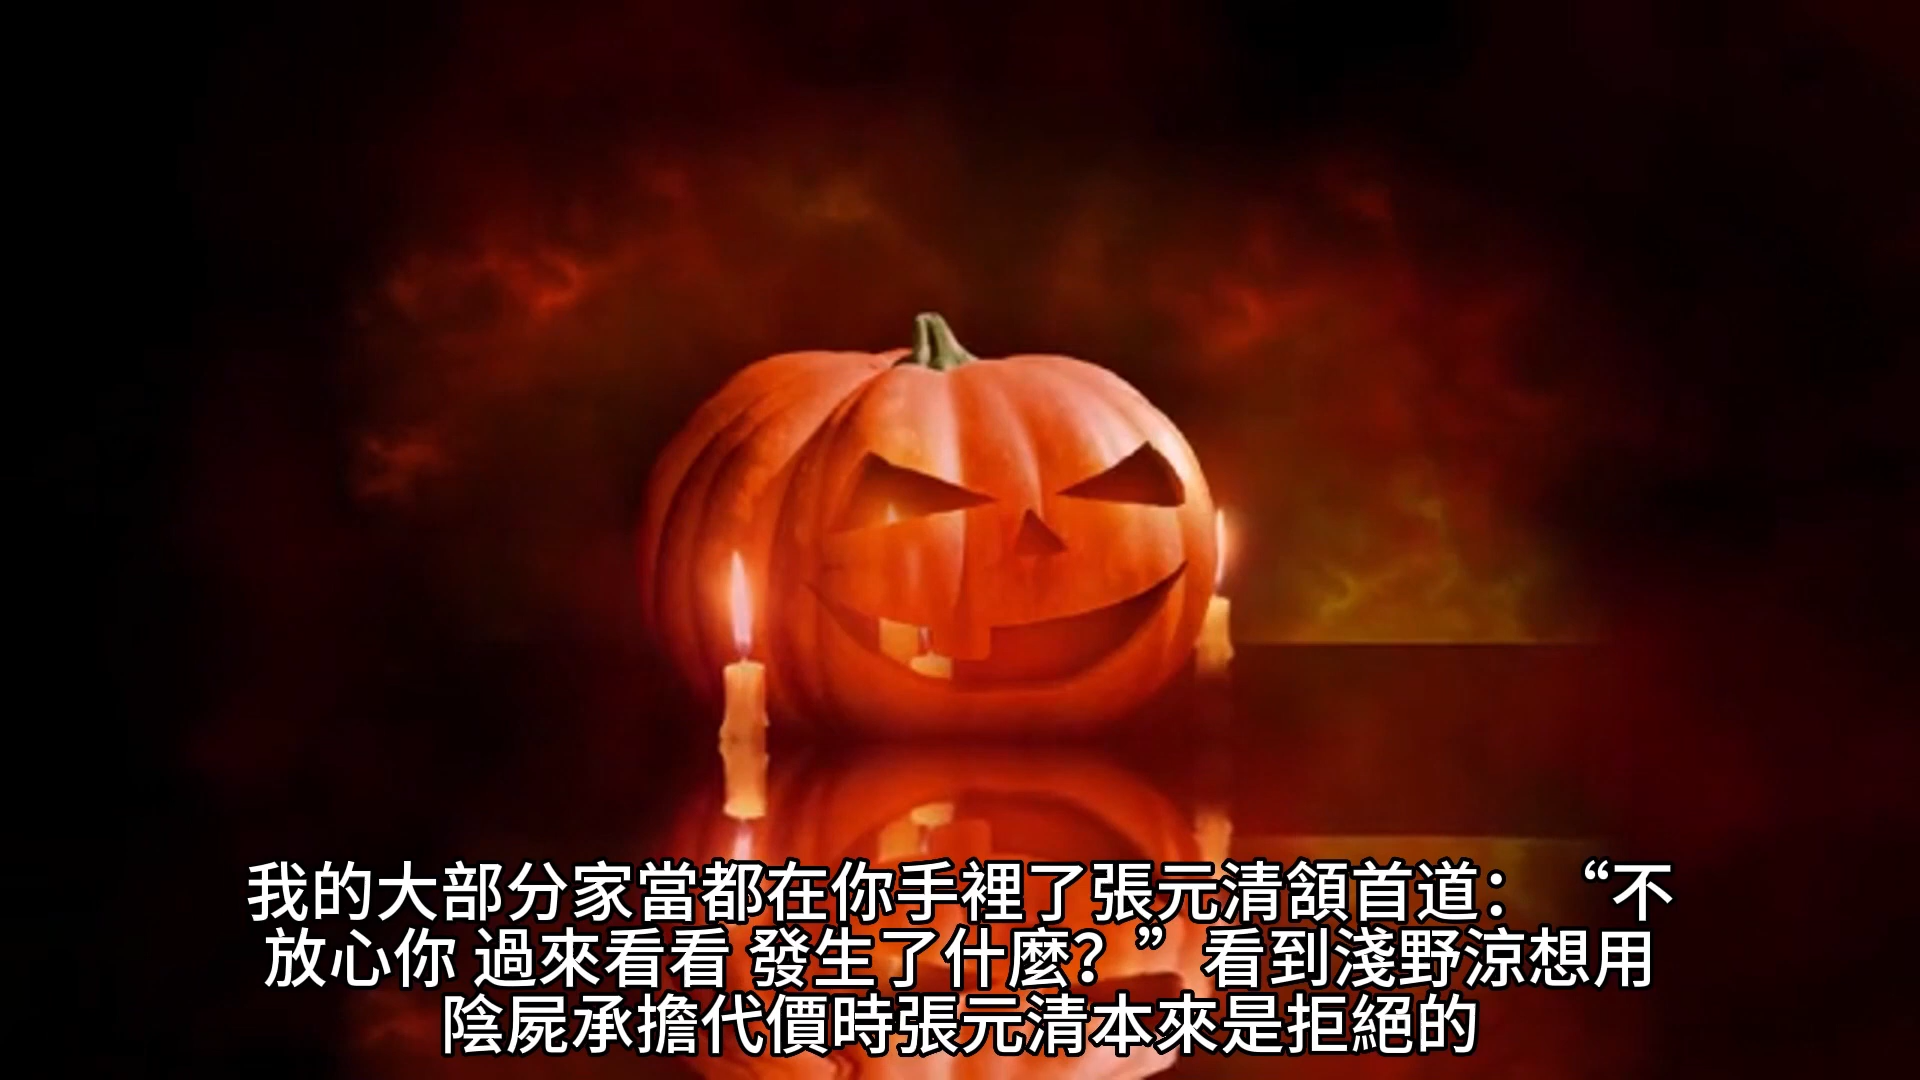 我的大部分家當都在你手裡了張元清頷首道：“不
放心你 過來看看 發生了什麼？”看到淺野涼想用
陰屍承擔代價時張元清本來是拒絕的